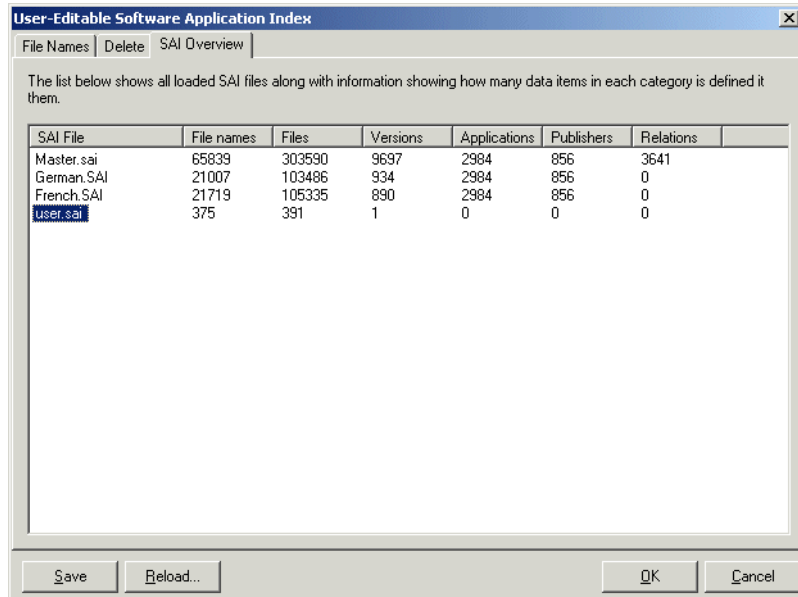 User-Editable Software Application Index
File Names Delete SAI Overview
The list below shows all loaded SAI files along with information showing how many data items in each category is defined it
them.
SAI File File names Files Versions Applications Publishers Relations
Master.sai 65839 303590 9697 2984 856 3641
German.SAI 21007 103486 934 2984 856 0
French.SAI 21719 105335 890 2984 856 0
user.sai 375 391 1 0 0 0
Save Reload... OK Cancel